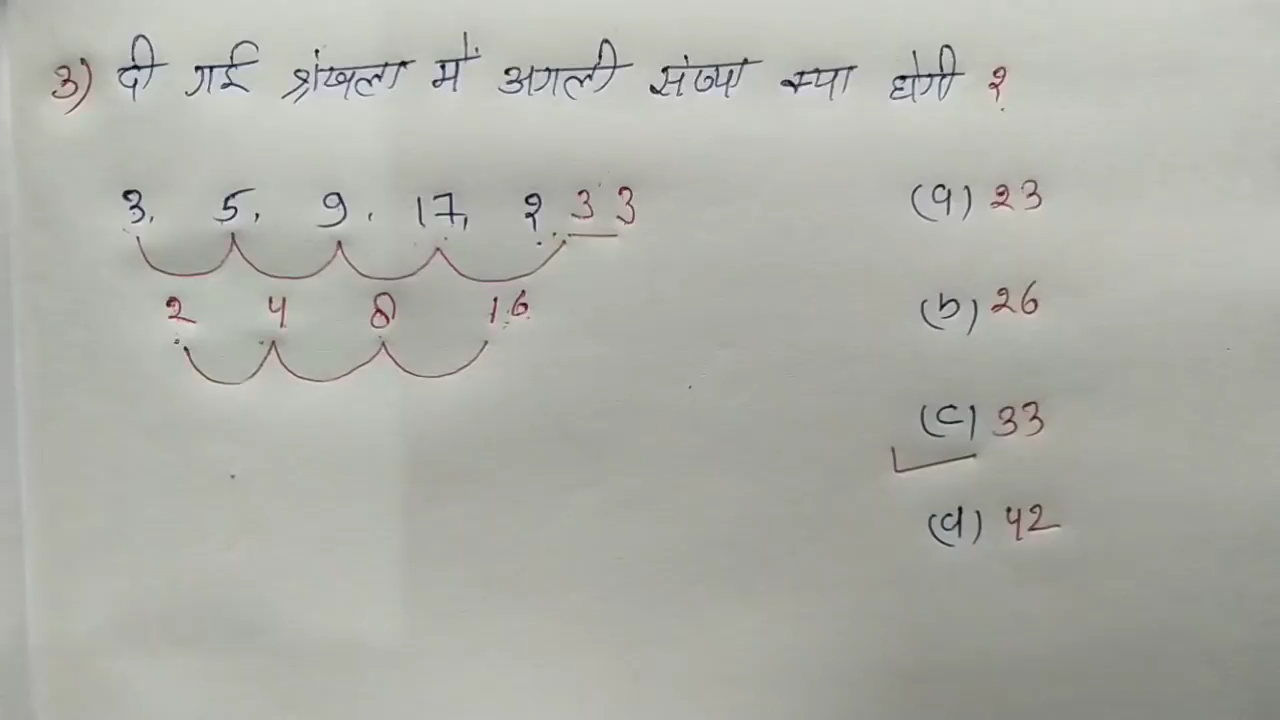 3) दी गई श्रंखला में अगली संख्या क्या होगी ?
3, 5, 9, 17, ? 33
2 4 8 16
(a) 23
(b) 26
(c) 33
(d) 42